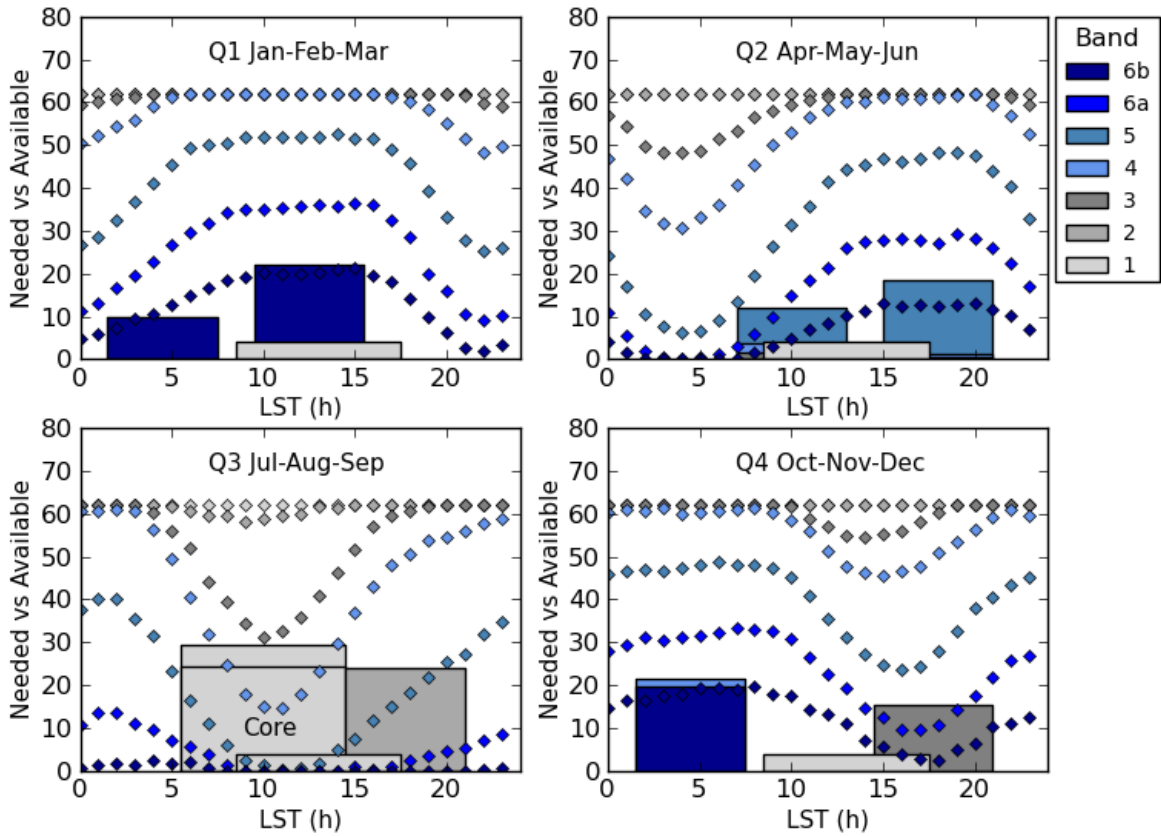 Q1 Jan-Feb-Mar
Needed vs Available
80
70
60
50
40
30
20
10
0
0 5 10 15 20
LST (h)
Q2 Apr-May-Jun
Needed vs Available
80
70
60
50
40
30
20
10
0
0 5 10 15 20
LST (h)
Band
6b
6a
5
4
3
2
1
Q3 Jul-Aug-Sep
Needed vs Available
80
70
60
50
40
30
20
10
0
Core
0 5 10 15 20
LST (h)
Q4 Oct-Nov-Dec
Needed vs Available
80
70
60
50
40
30
20
10
0
0 5 10 15 20
LST (h)